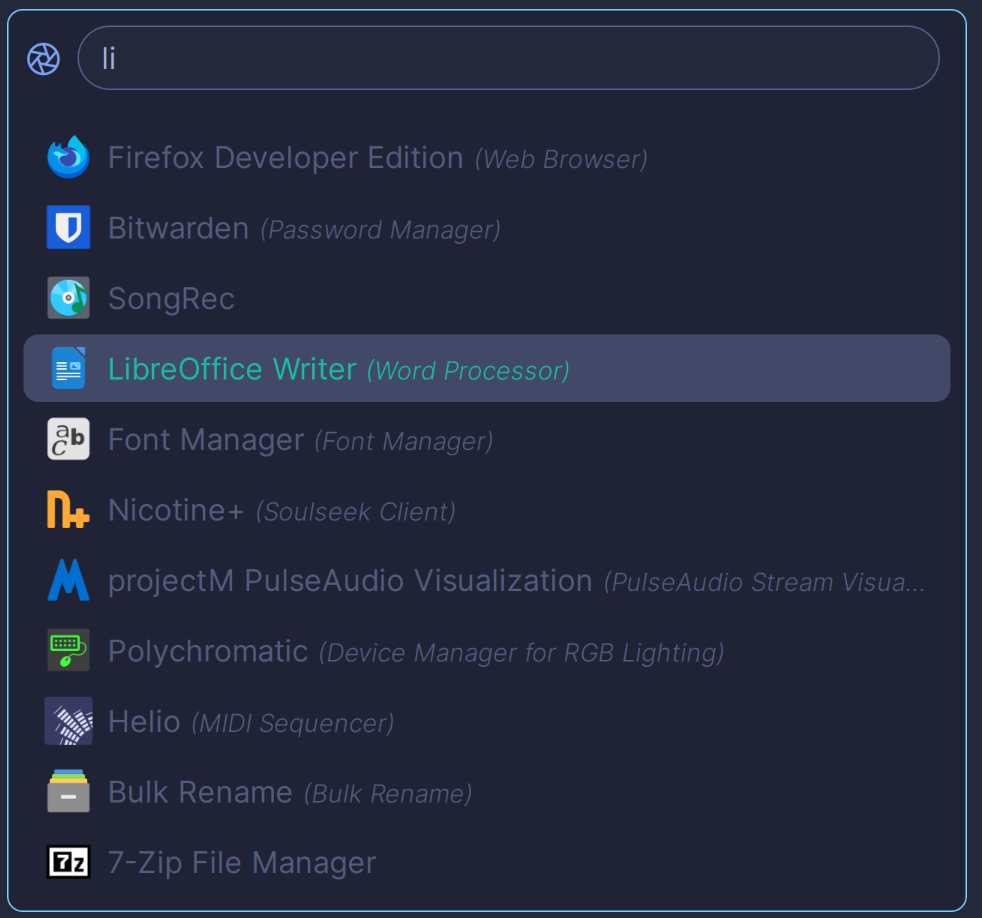 li
Firefox Developer Edition (Web Browser)
Bitwarden (Password Manager)
SongRec
LibreOffice Writer (Word Processor)
abc Font Manager (Font Manager)
n+ Nicotine+ (Soulseek Client)
projectM PulseAudio Visualization (PulseAudio Stream Visua...
Polychromatic (Device Manager for RGB Lighting)
Helio (MIDI Sequencer)
Bulk Rename (Bulk Rename)
7z 7-Zip File Manager